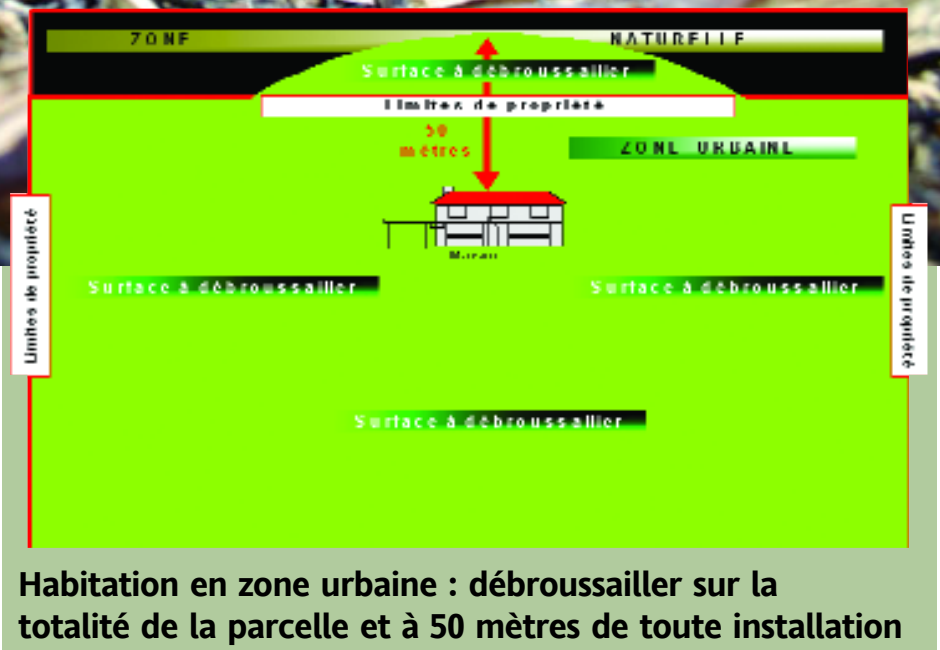 ZONE NATURELLE
Surface à débroussailler
Limites de propriété
50
mètres
ZONE URBAINE
Limites de propriété
Limites de propriété
Surface à débroussailler
Surface à débroussailler
Surface à débroussailler
Habitation en zone urbaine : débroussailler sur la
totalité de la parcelle et à 50 mètres de toute installation